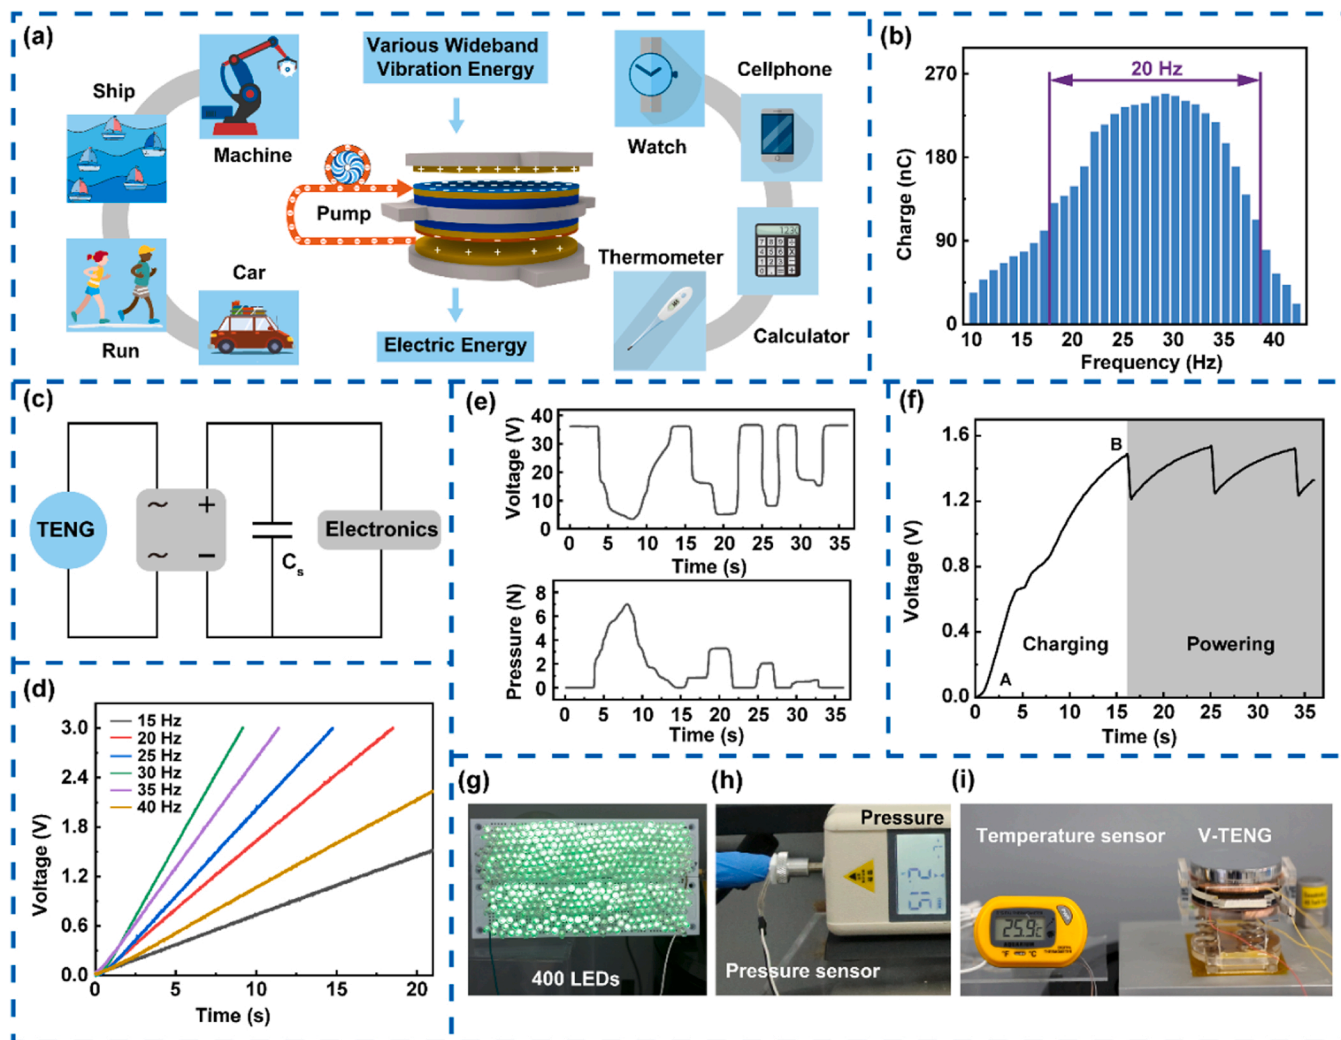 (a)
Various Wideband
Vibration Energy
Ship
Machine
Pump
Run
Car
Electric Energy
Watch
Cellphone
Thermometer
Calculator
1230
(b)
20 Hz
Charge (nC)
270
180
90
0
10 15 20 25 30 35 40
Frequency (Hz)
(c)
TENG
~ +
~ −
Cs
Electronics
(d)
15 Hz
20 Hz
25 Hz
30 Hz
35 Hz
40 Hz
Voltage (V)
3.0
2.4
1.8
1.2
0.6
0.0
0 5 10 15 20
Time (s)
(e)
Voltage (V)
40
30
20
10
0
0 5 10 15 20 25 30 35
Time (s)
Pressure (N)
8
6
4
2
0
0 5 10 15 20 25 30 35
Time (s)
(f)
Voltage (V)
1.6
1.2
0.8
0.4
0.0
A
B
Charging
Powering
0 5 10 15 20 25 30 35
Time (s)
(g)
400 LEDs
(h)
Pressure
Pressure sensor
(i)
Temperature sensor
V-TENG
25.9c
°F
°C